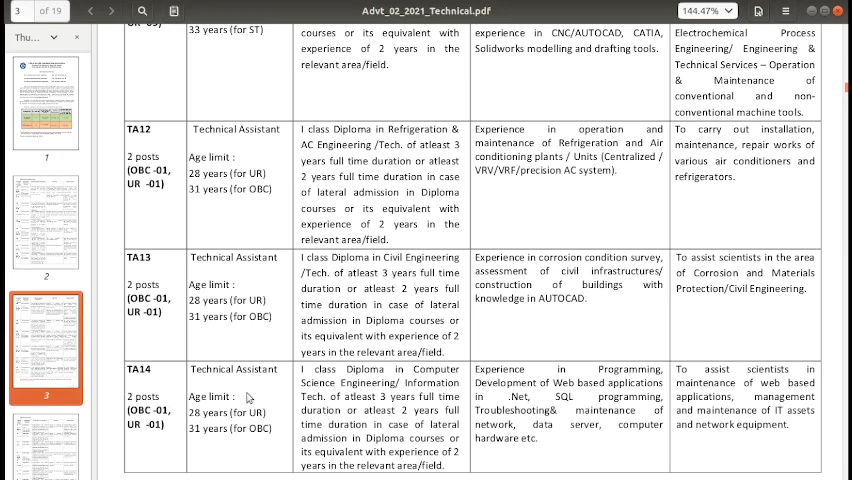 3
of 19
Advt_02_2021_Technical.pdf
144.47%
Thu...
×
1
2
3
33 years (for ST)
courses or its equivalent with
experience of 2 years in the
relevant area/field.
experience in CNC/AUTOCAD, CATIA,
Solidworks modelling and drafting tools.
Electrochemical Process
Engineering/ Engineering &
Technical Services – Operation
& Maintenance of
conventional and non-
conventional machine tools.
TA12
2 posts
(OBC -01,
UR -01)
Technical Assistant
Age limit :
28 years (for UR)
31 years (for OBC)
I class Diploma in Refrigeration &
AC Engineering /Tech. of atleast 3
years full time duration or atleast
2 years full time duration in case
of lateral admission in Diploma
courses or its equivalent with
experience of 2 years in the
relevant area/field.
Experience in operation and
maintenance of Refrigeration and Air
conditioning plants / Units (Centralized /
VRV/VRF/precision AC system).
To carry out installation,
maintenance, repair works of
various air conditioners and
refrigerators.
TA13
2 posts
(OBC -01,
UR -01)
Technical Assistant
Age limit :
28 years (for UR)
31 years (for OBC)
I class Diploma in Civil Engineering
/Tech. of atleast 3 years full time
duration or atleast 2 years full
time duration in case of lateral
admission in Diploma courses or
its equivalent with experience of 2
years in the relevant area/field.
Experience in corrosion condition survey,
assessment of civil infrastructures/
construction of buildings with
knowledge in AUTOCAD.
To assist scientists in the area
of Corrosion and Materials
Protection/Civil Engineering.
TA14
2 posts
(OBC -01,
UR -01)
Technical Assistant
Age limit :
28 years (for UR)
31 years (for OBC)
I class Diploma in Computer
Science Engineering/ Information
Tech. of atleast 3 years full time
duration or atleast 2 years full
time duration in case of lateral
admission in Diploma courses or
its equivalent with experience of 2
years in the relevant area/field.
Experience in Programming,
Development of Web based applications
in .Net, SQL programming,
Troubleshooting& maintenance of
network, data server, computer
hardware etc.
To assist scientists in
maintenance of web based
applications, management
and maintenance of IT assets
and network equipment.